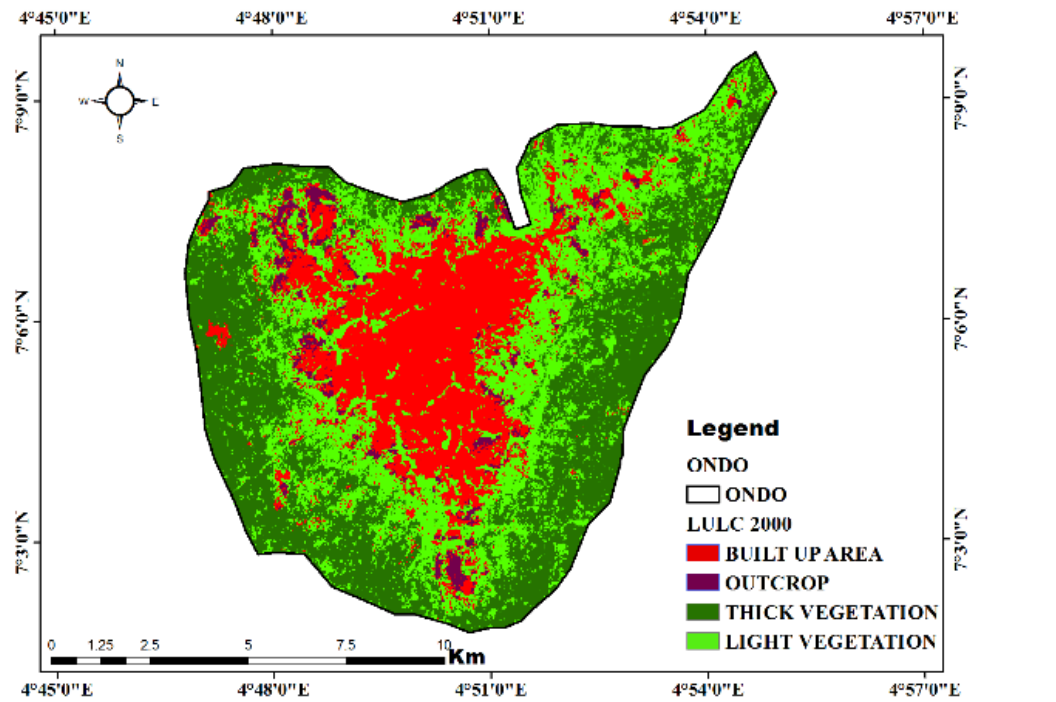 4°45'0"E 4°48'0"E 4°51'0"E 4°54'0"E 4°57'0"E
N
W E
S
7°9'0"N
7°9'0"N
7°6'0"N
7°6'0"N
7°3'0"N
7°3'0"N
Legend
ONDO
ONDO
LULC 2000
BUILT UP AREA
OUTCROP
THICK VEGETATION
LIGHT VEGETATION
0 1.25 2.5 5 7.5 10
Km
4°45'0"E 4°48'0"E 4°51'0"E 4°54'0"E 4°57'0"E